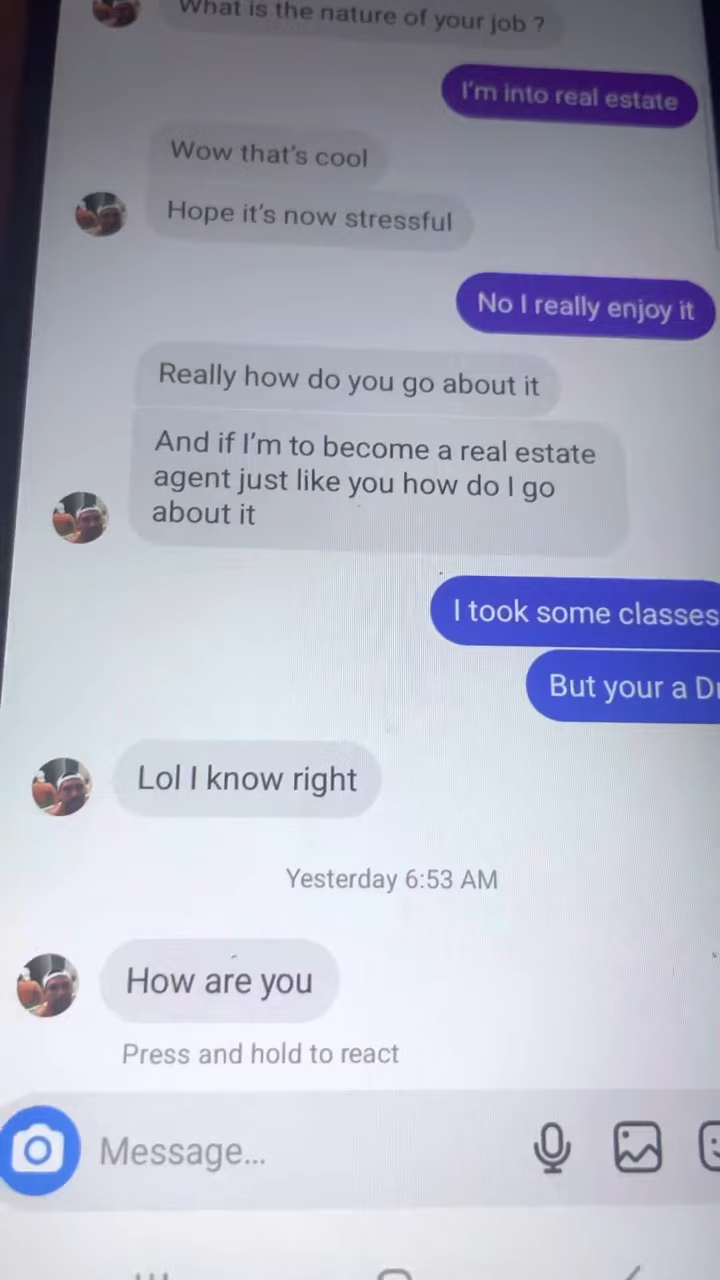 What is the nature of your job ?
I'm into real estate
Wow that's cool
Hope it's now stressful
No I really enjoy it
Really how do you go about it
And if I'm to become a real estate
agent just like you how do I go
about it
I took some classes
But your a
Lol I know right
Yesterday 6:53 AM
How are you
Press and hold to react
Message...